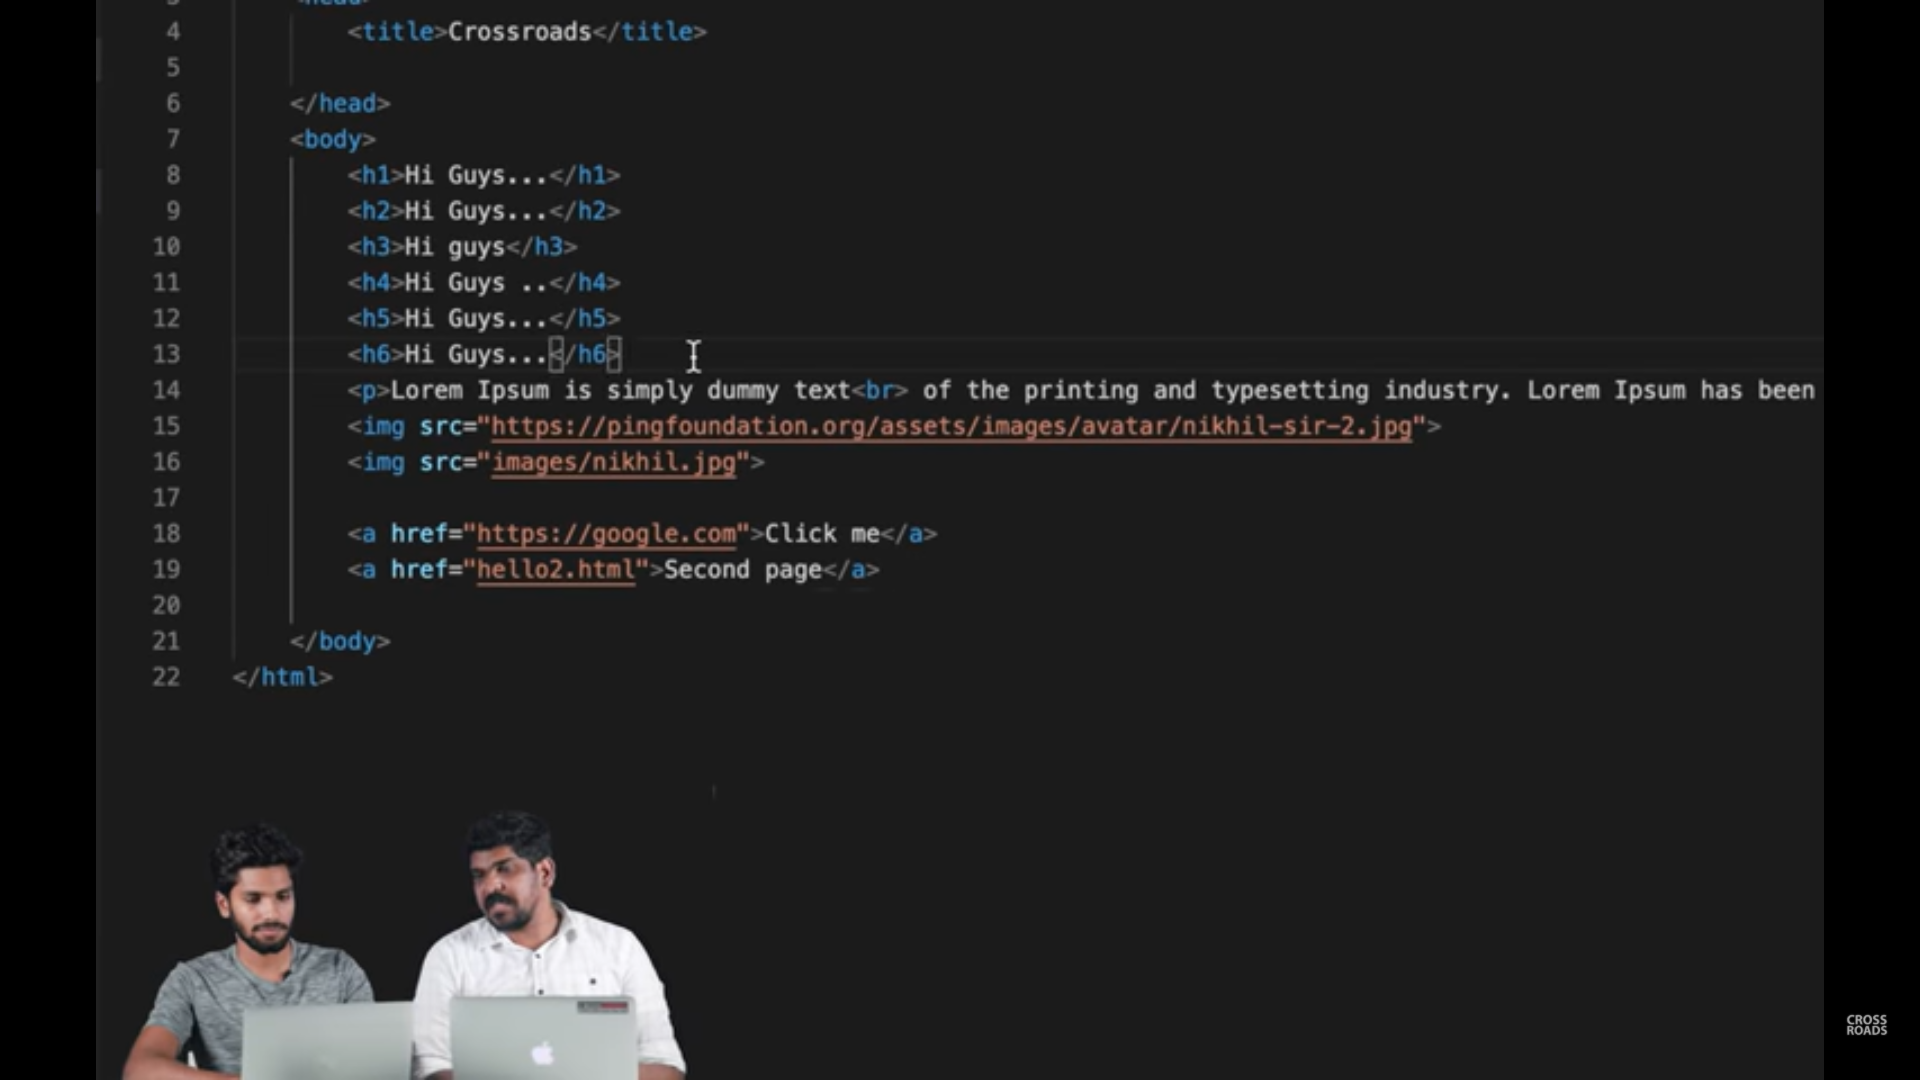 4 <title>Crossroads</title>
5
6 </head>
7 <body>
8 <h1>Hi Guys...</h1>
9 <h2>Hi Guys...</h2>
10 <h3>Hi guys</h3>
11 <h4>Hi Guys ..</h4>
12 <h5>Hi Guys...</h5>
13 <h6>Hi Guys...</h6>
14 <p>Lorem Ipsum is simply dummy text<br> of the printing and typesetting industry. Lorem Ipsum has been
15 <img src="https://pingfoundation.org/assets/images/avatar/nikhil-sir-2.jpg">
16 <img src="images/nikhil.jpg">
17
18 <a href="https://google.com">Click me</a>
19 <a href="hello2.html">Second page</a>
20
21 </body>
22 </html>
CROSS
ROADS